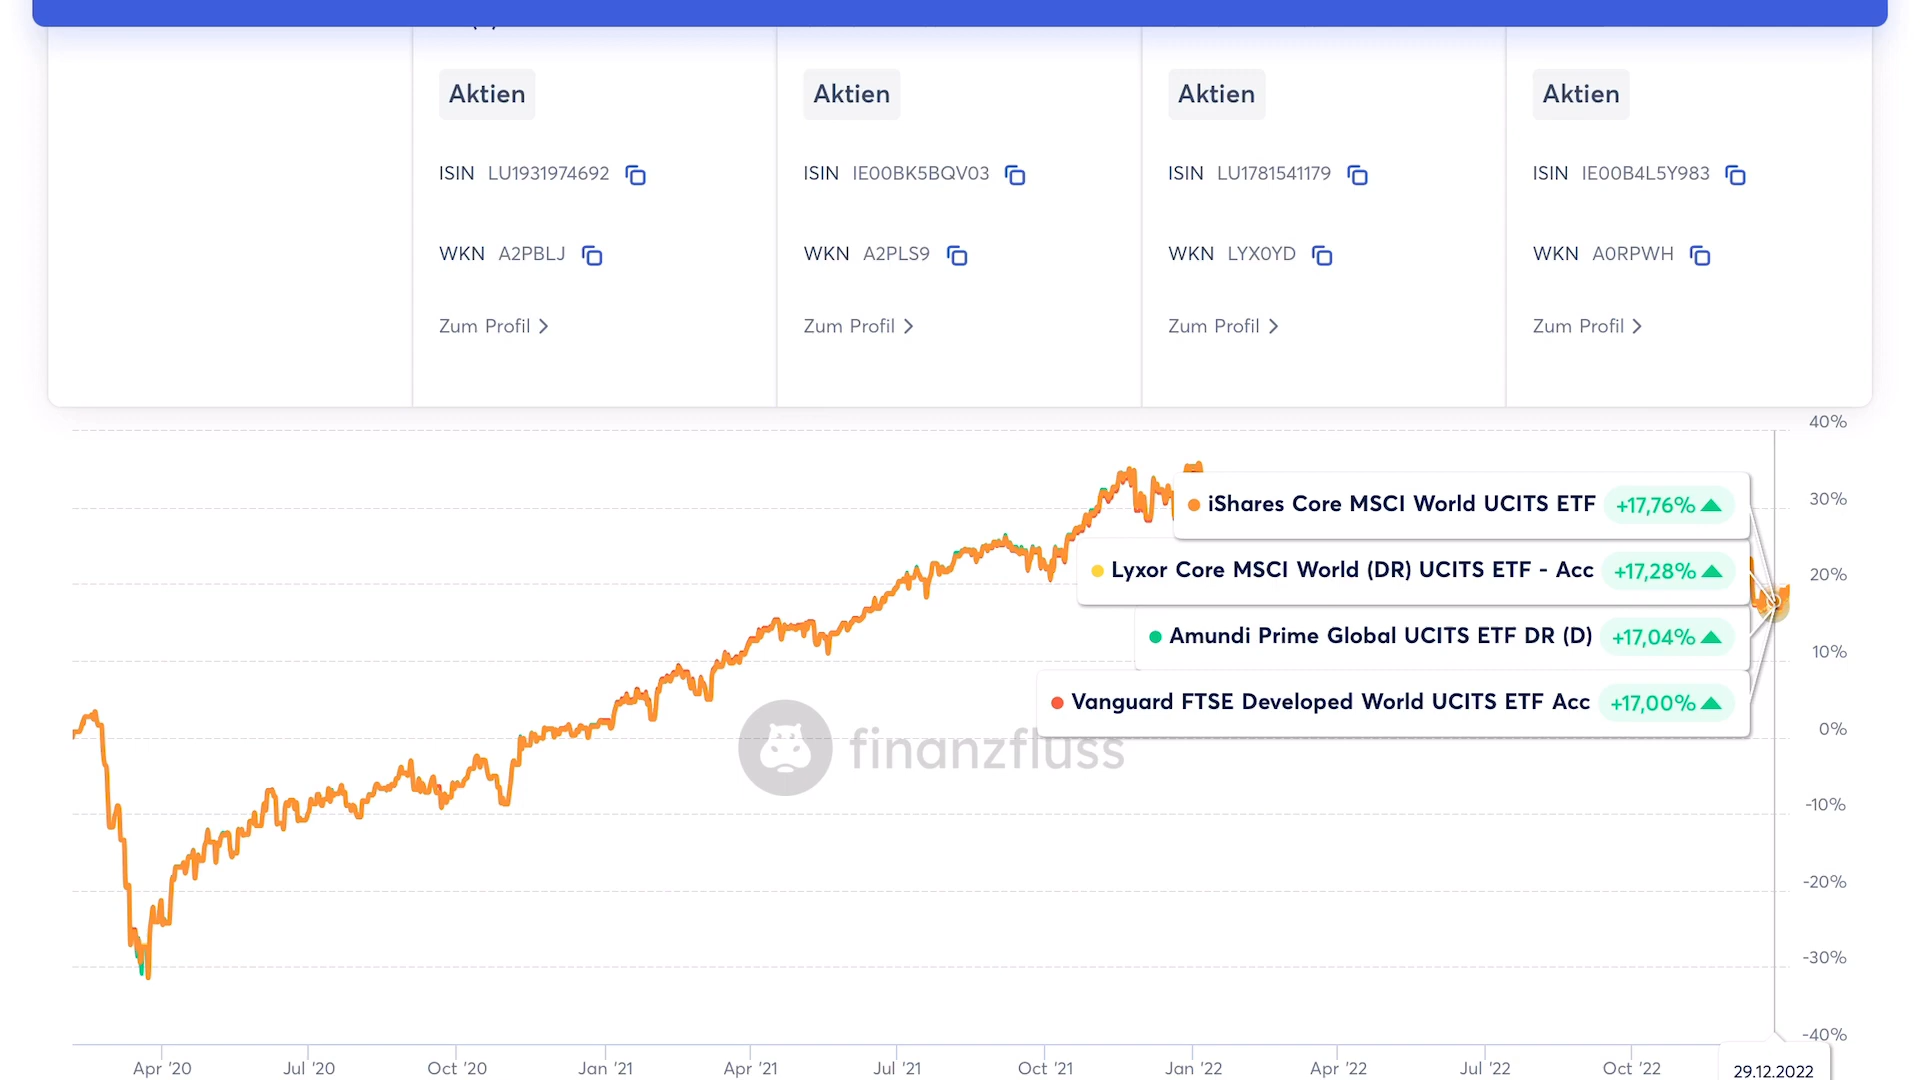 Aktien Aktien Aktien Aktien
ISIN LU1931974692 ISIN IE00BK5BQV03 ISIN LU1781541179 ISIN IE00B4L5Y983
WKN A2PBLJ WKN A2PLS9 WKN LYX0YD WKN A0RPWH
Zum Profil Zum Profil Zum Profil Zum Profil
40%
iShares Core MSCI World UCITS ETF +17,76%
30%
Lyxor Core MSCI World (DR) UCITS ETF - Acc +17,28%
20%
Amundi Prime Global UCITS ETF DR (D) +17,04%
10%
Vanguard FTSE Developed World UCITS ETF Acc +17,00%
0%
finanzfluss
-10%
-20%
-30%
-40%
Apr '20 Jul '20 Oct '20 Jan '21 Apr '21 Jul '21 Oct '21 Jan '22 Apr '22 Jul '22 Oct '22 29.12.2022